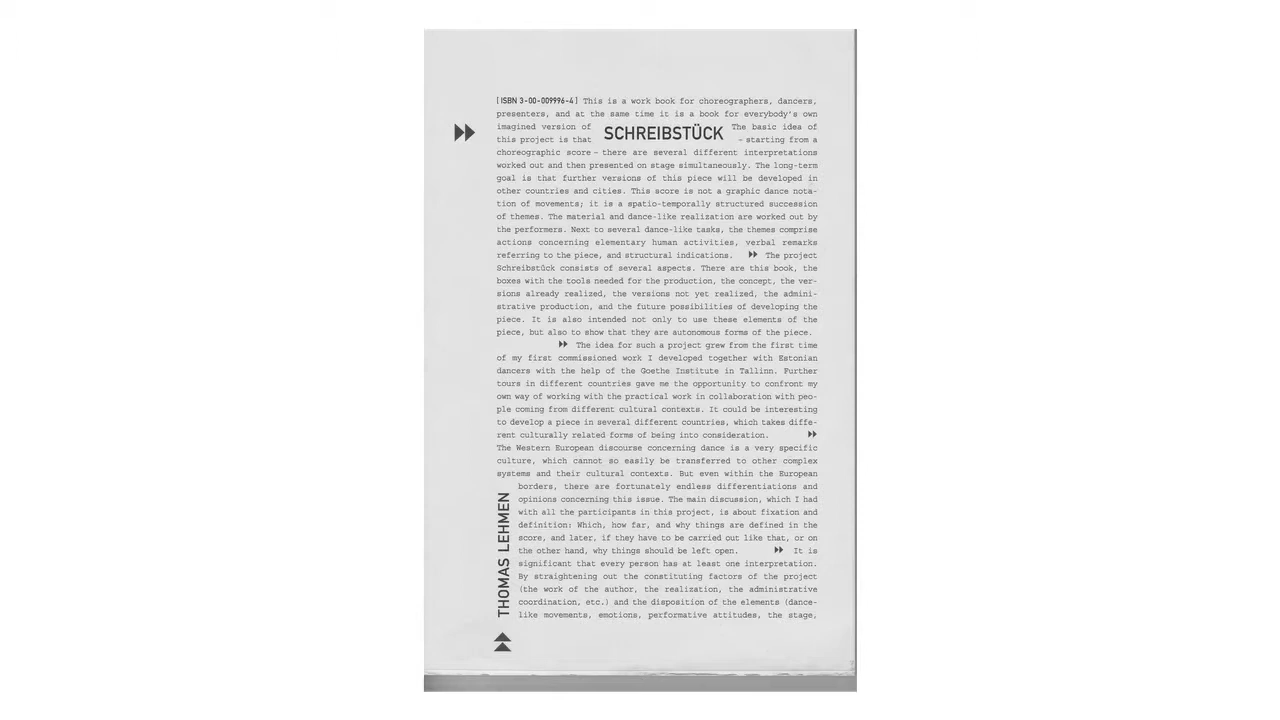 [ISBN 3-00-009996-4] This is a work book for choreographers, dancers,
presenters, and at the same time it is a book for everybody's own
imagined version of SCHREIBSTÜCK The basic idea of
this project is that – starting from a
choreographic score – there are several different interpretations
worked out and then presented on stage simultaneously. The long-term
goal is that further versions of this piece will be developed in
other countries and cities. This score is not a graphic dance nota-
tion of movements; it is a spatio-temporally structured succession
of themes. The material and dance-like realization are worked out by
the performers. Next to several dance-like tasks, the themes comprise
actions concerning elementary human activities, verbal remarks
referring to the piece, and structural indications. The project
Schreibstück consists of several aspects. There are this book, the
boxes with the tools needed for the production, the concept, the ver-
sions already realized, the versions not yet realized, the admini-
strative production, and the future possibilities of developing the
piece. It is also intended not only to use these elements of the
piece, but also to show that they are autonomous forms of the piece.
The idea for such a project grew from the first time
of my first commissioned work I developed together with Estonian
dancers with the help of the Goethe Institute in Tallinn. Further
tours in different countries gave me the opportunity to confront my
own way of working with the practical work in collaboration with peo-
ple coming from different cultural contexts. It could be interesting
to develop a piece in several different countries, which takes diffe-
rent culturally related forms of being into consideration.
The Western European discourse concerning dance is a very specific
culture, which cannot so easily be transferred to other complex
systems and their cultural contexts. But even within the European
borders, there are fortunately endless differentiations and
opinions concerning this issue. The main discussion, which I had
with all the participants in this project, is about fixation and
definition: Which, how far, and why things are defined in the
score, and later, if they have to be carried out like that, or on
the other hand, why things should be left open. It is
significant that every person has at least one interpretation.
By straightening out the constituting factors of the project
(the work of the author, the realization, the administrative
coordination, etc.) and the disposition of the elements (dance-
like movements, emotions, performative attitudes, the stage,
THOMAS LEHMEN